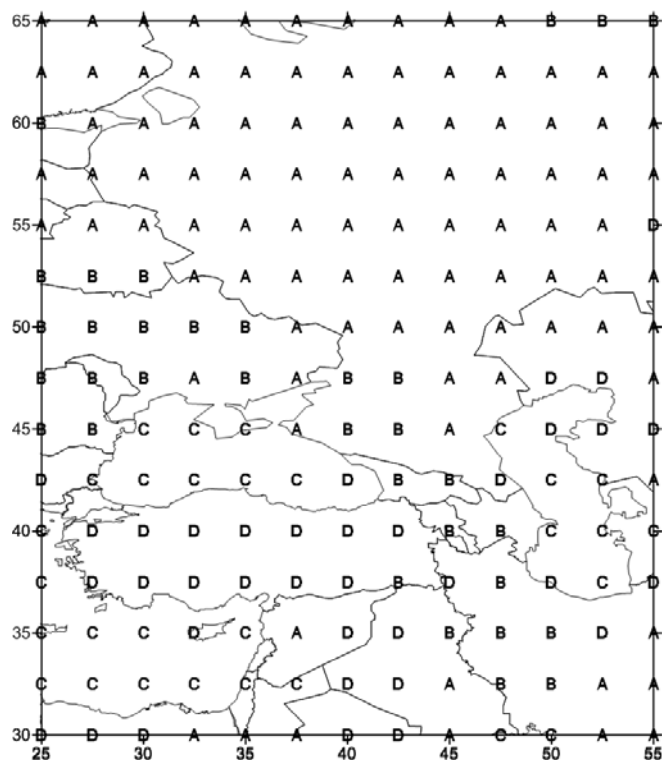 65 A A A A A A A A A B B B
A A A A A A A A A A A A A
60 B A A A A A A A A A A A A
A A A A A A A A A A A A A
55 A A A A A A A A A A A A D
B B B A A A A A A A A A A
50 B B B B B A A A A A A A A
B B B A B A B B A A D D A
45 B B C C C A B B A C D D D
D C C C C C D B B D C C A
40 C D D D D D D D B B C C C
C D D D D D D B D B D C D
35 C C C D C A D D B B B D A
C C C C C C D D A B B A A
30 D D D A A A D D A C C A A
25 30 35 40 45 50 55